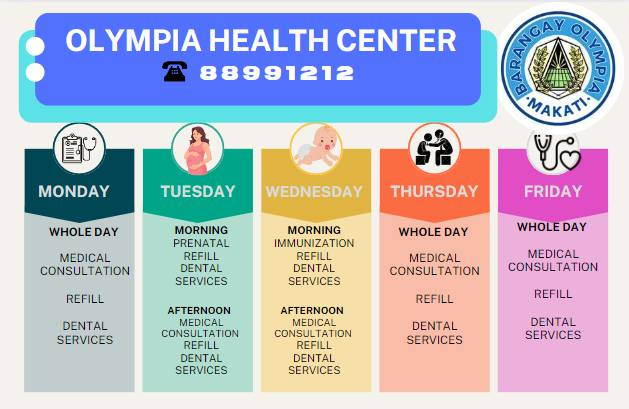 OLYMPIA HEALTH CENTER
88991212
BARANGAY OLYMPIA
• MAKATI •
MONDAY
WHOLE DAY
MEDICAL
CONSULTATION
REFILL
DENTAL
SERVICES
TUESDAY
MORNING
PRENATAL
REFILL
DENTAL
SERVICES
AFTERNOON
MEDICAL
CONSULTATION
REFILL
DENTAL
SERVICES
WEDNESDAY
MORNING
IMMUNIZATION
REFILL
DENTAL
SERVICES
AFTERNOON
MEDICAL
CONSULTATION
REFILL
DENTAL
SERVICES
THURSDAY
WHOLE DAY
MEDICAL
CONSULTATION
REFILL
DENTAL
SERVICES
FRIDAY
WHOLE DAY
MEDICAL
CONSULTATION
REFILL
DENTAL
SERVICES